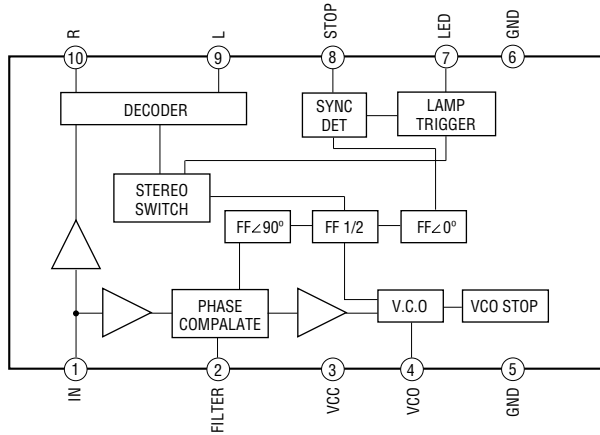 R
L
STOP
LED
GND
10
9
8
7
6
DECODER
SYNC
DET
LAMP
TRIGGER
STEREO
SWITCH
FF∠90º
FF 1/2
FF∠0º
PHASE
COMPALATE
V.C.O
VCO STOP
1
2
3
4
5
IN
FILTER
VCC
VCO
GND